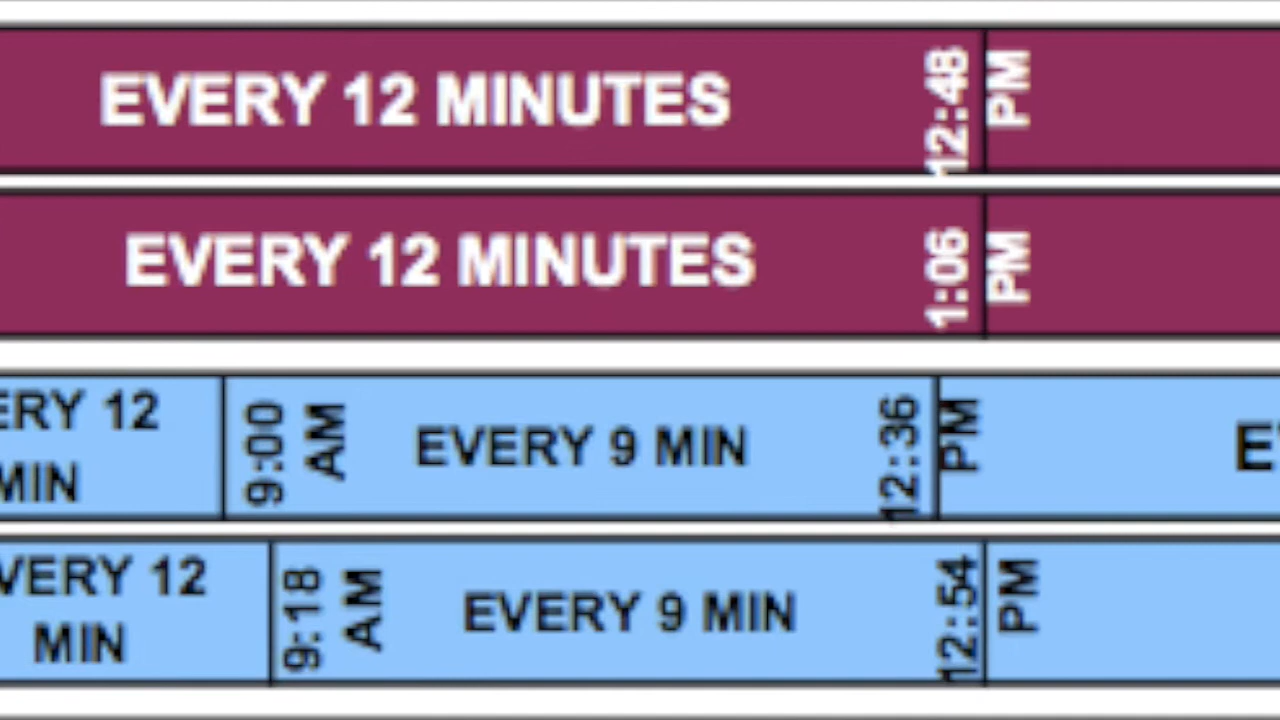 EVERY 12 MINUTES
12:48
PM
EVERY 12 MINUTES
1:06
PM
ERY 12
MIN
9:00
AM
EVERY 9 MIN
12:36
PM
E
VERY 12
MIN
9:18
AM
EVERY 9 MIN
12:54
PM